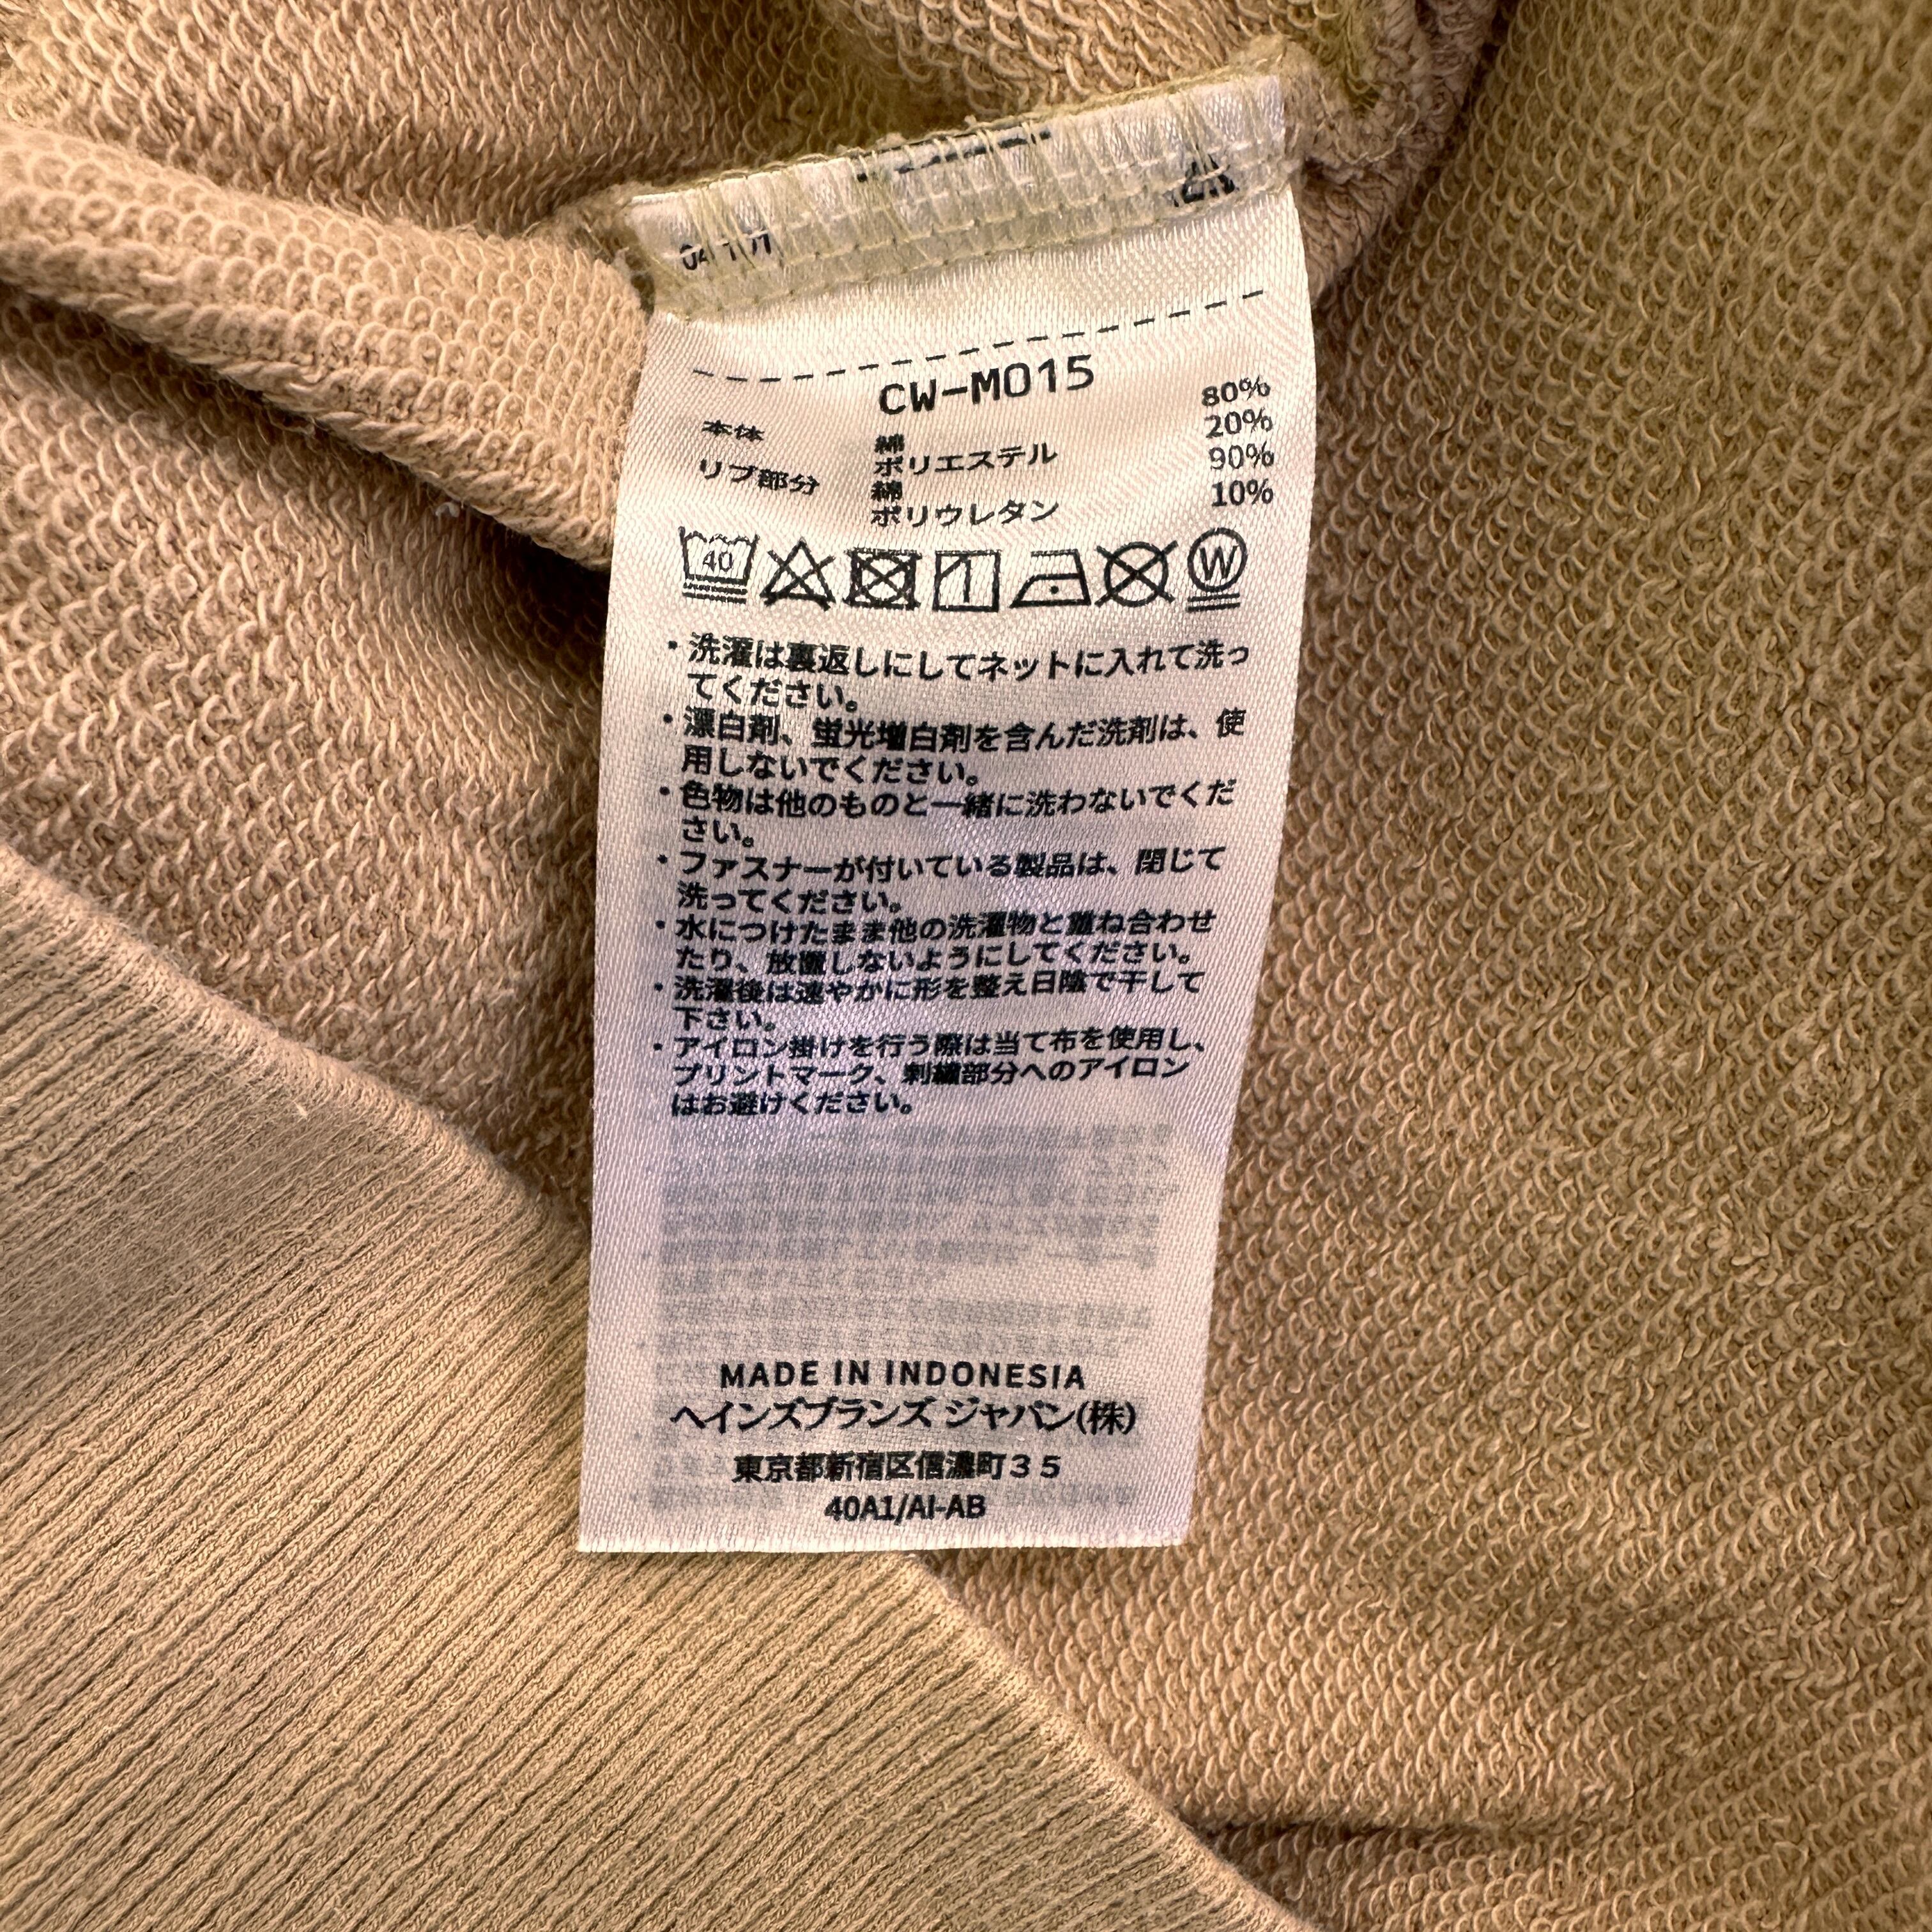 CW-M015
本体 綿 80%
ポリエステル 20%
リブ部分 綿 90%
ポリウレタン 10%
40 W
・洗濯は裏返しにしてネットに入れて洗っ
てください。
・漂白剤、蛍光増白剤を含んだ洗剤は、使
用しないでください。
・色物は他のものと一緒に洗わないでくだ
さい。
・ファスナーが付いている製品は、閉じて
洗ってください。
・水につけたまま他の洗濯物と重ね合わせ
たり、放置しないようにしてください。
・洗濯後は速やかに形を整え日陰で干して
下さい。
・アイロン掛けを行う際は当て布を使用し、
プリントマーク、刺繍部分へのアイロン
はお避けください。
MADE IN INDONESIA
ヘインズブランズ ジャパン(株)
東京都新宿区信濃町35
40A1/AI-AB